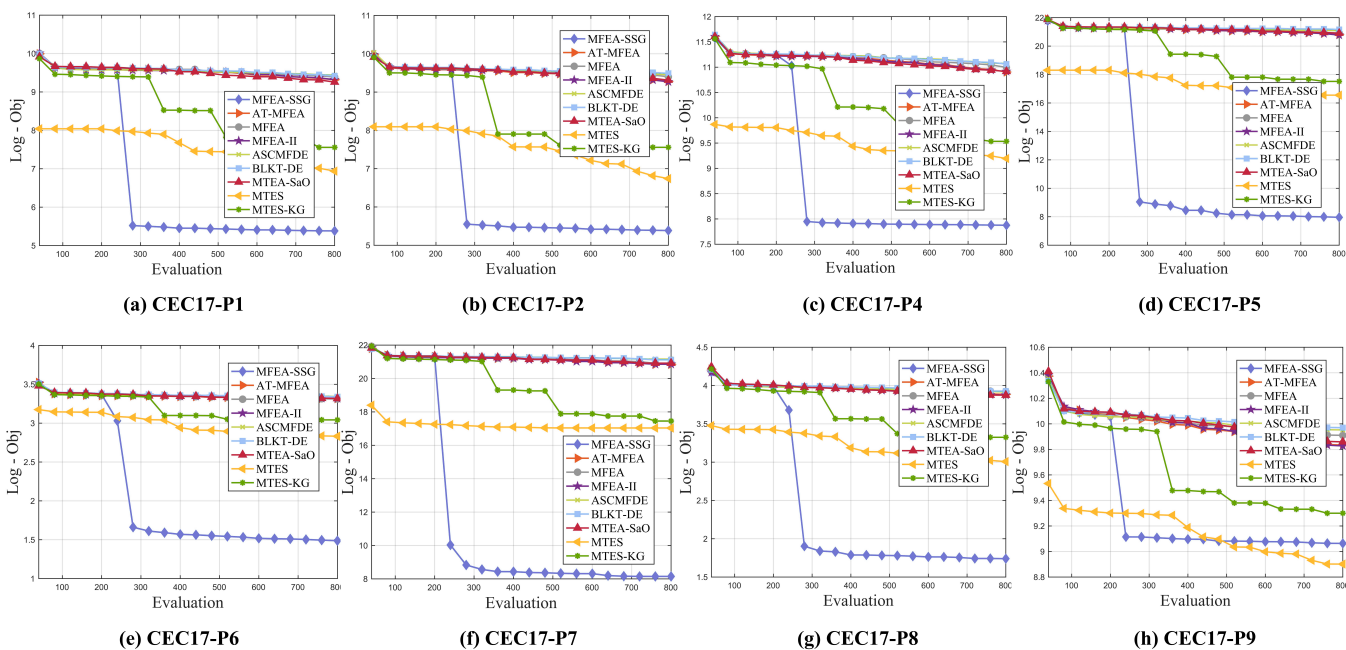 Log - Obj
11
10
9
8
7
6
5
MFEA-SSG
AT-MFEA
MFEA
MFEA-II
ASCMFDE
BLKT-DE
MTEA-SaO
MTES
MTES-KG
100 200 300 400 500 600 700 800
Evaluation
(a) CEC17-P1
Log - Obj
11
10
9
8
7
6
5
MFEA-SSG
AT-MFEA
MFEA
MFEA-II
ASCMFDE
BLKT-DE
MTEA-SaO
MTES
MTES-KG
100 200 300 400 500 600 700 800
Evaluation
(b) CEC17-P2
Log - Obj
12
11.5
11
10.5
10
9.5
9
8.5
8
7.5
MFEA-SSG
AT-MFEA
MFEA
MFEA-II
ASCMFDE
BLKT-DE
MTEA-SaO
MTES
MTES-KG
100 200 300 400 500 600 700 800
Evaluation
(c) CEC17-P4
Log - Obj
22
20
18
16
14
12
10
8
6
MFEA-SSG
AT-MFEA
MFEA
MFEA-II
ASCMFDE
BLKT-DE
MTEA-SaO
MTES
MTES-KG
100 200 300 400 500 600 700 800
Evaluation
(d) CEC17-P5
Log - Obj
4
3.5
3
2.5
2
1.5
1
MFEA-SSG
AT-MFEA
MFEA
MFEA-II
ASCMFDE
BLKT-DE
MTEA-SaO
MTES
MTES-KG
100 200 300 400 500 600 700 800
Evaluation
(e) CEC17-P6
Log - Obj
22
20
18
16
14
12
10
8
MFEA-SSG
AT-MFEA
MFEA
MFEA-II
ASCMFDE
BLKT-DE
MTEA-SaO
MTES
MTES-KG
100 200 300 400 500 600 700 800
Evaluation
(f) CEC17-P7
Log - Obj
4.5
4
3.5
3
2.5
2
1.5
MFEA-SSG
AT-MFEA
MFEA
MFEA-II
ASCMFDE
BLKT-DE
MTEA-SaO
MTES
MTES-KG
100 200 300 400 500 600 700 800
Evaluation
(g) CEC17-P8
Log - Obj
10.6
10.4
10.2
10
9.8
9.6
9.4
9.2
9
8.8
MFEA-SSG
AT-MFEA
MFEA
MFEA-II
ASCMFDE
BLKT-DE
MTEA-SaO
MTES
MTES-KG
100 200 300 400 500 600 700 800
Evaluation
(h) CEC17-P9